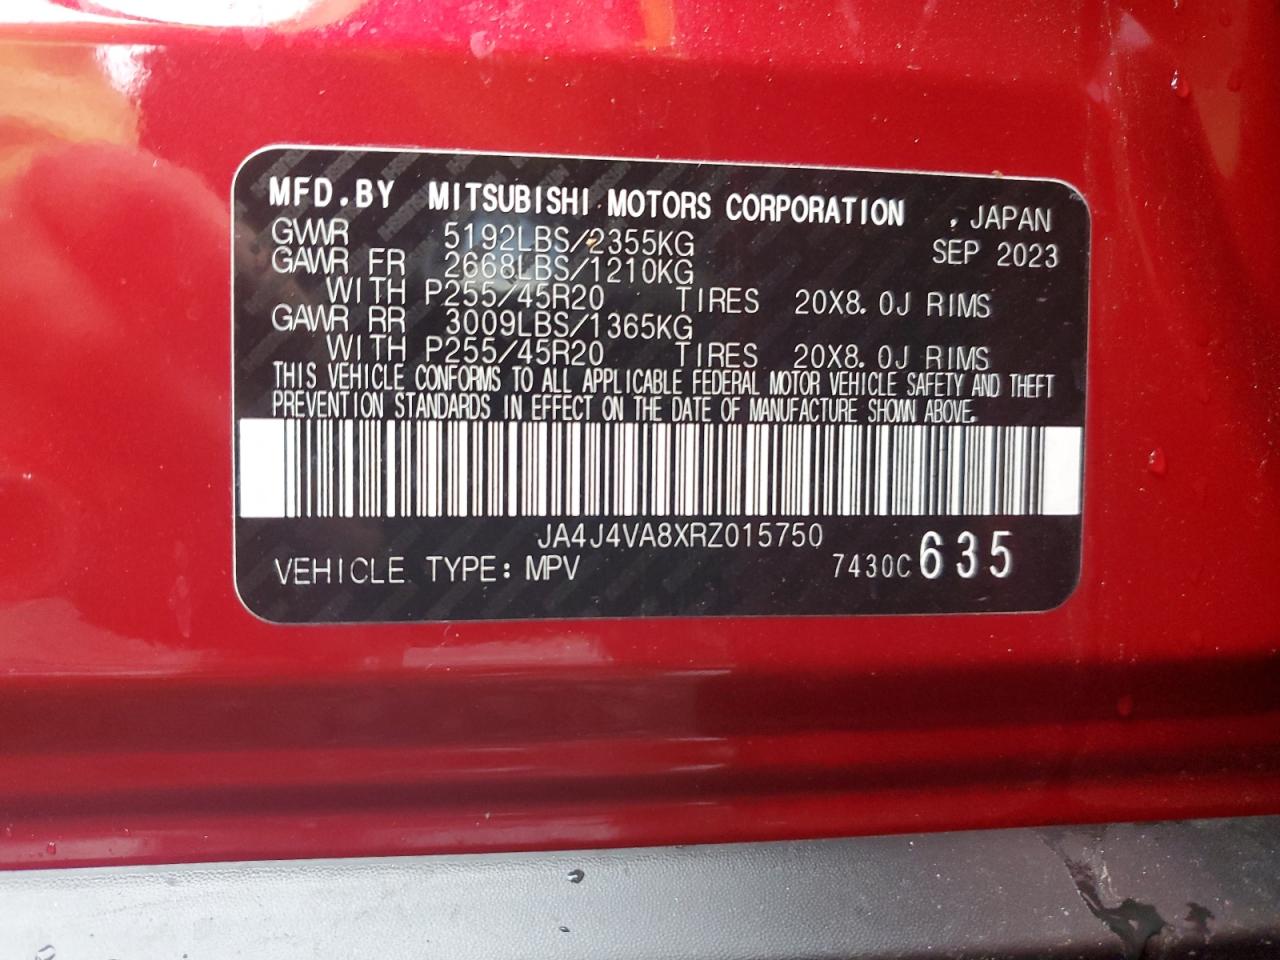 MFD.BY MITSUBISHI MOTORS CORPORATION , JAPAN
GVWR 5192LBS/2355KG SEP 2023
GAWR FR 2668LBS/1210KG
WITH P255/45R20 TIRES 20X8.0J RIMS
GAWR RR 3009LBS/1365KG
WITH P255/45R20 TIRES 20X8.0J RIMS
THIS VEHICLE CONFORMS TO ALL APPLICABLE FEDERAL MOTOR VEHICLE SAFETY AND THEFT
PREVENTION STANDARDS IN EFFECT ON THE DATE OF MANUFACTURE SHOWN ABOVE.
JA4J4VA8XRZ015750
VEHICLE TYPE: MPV 7430C 635